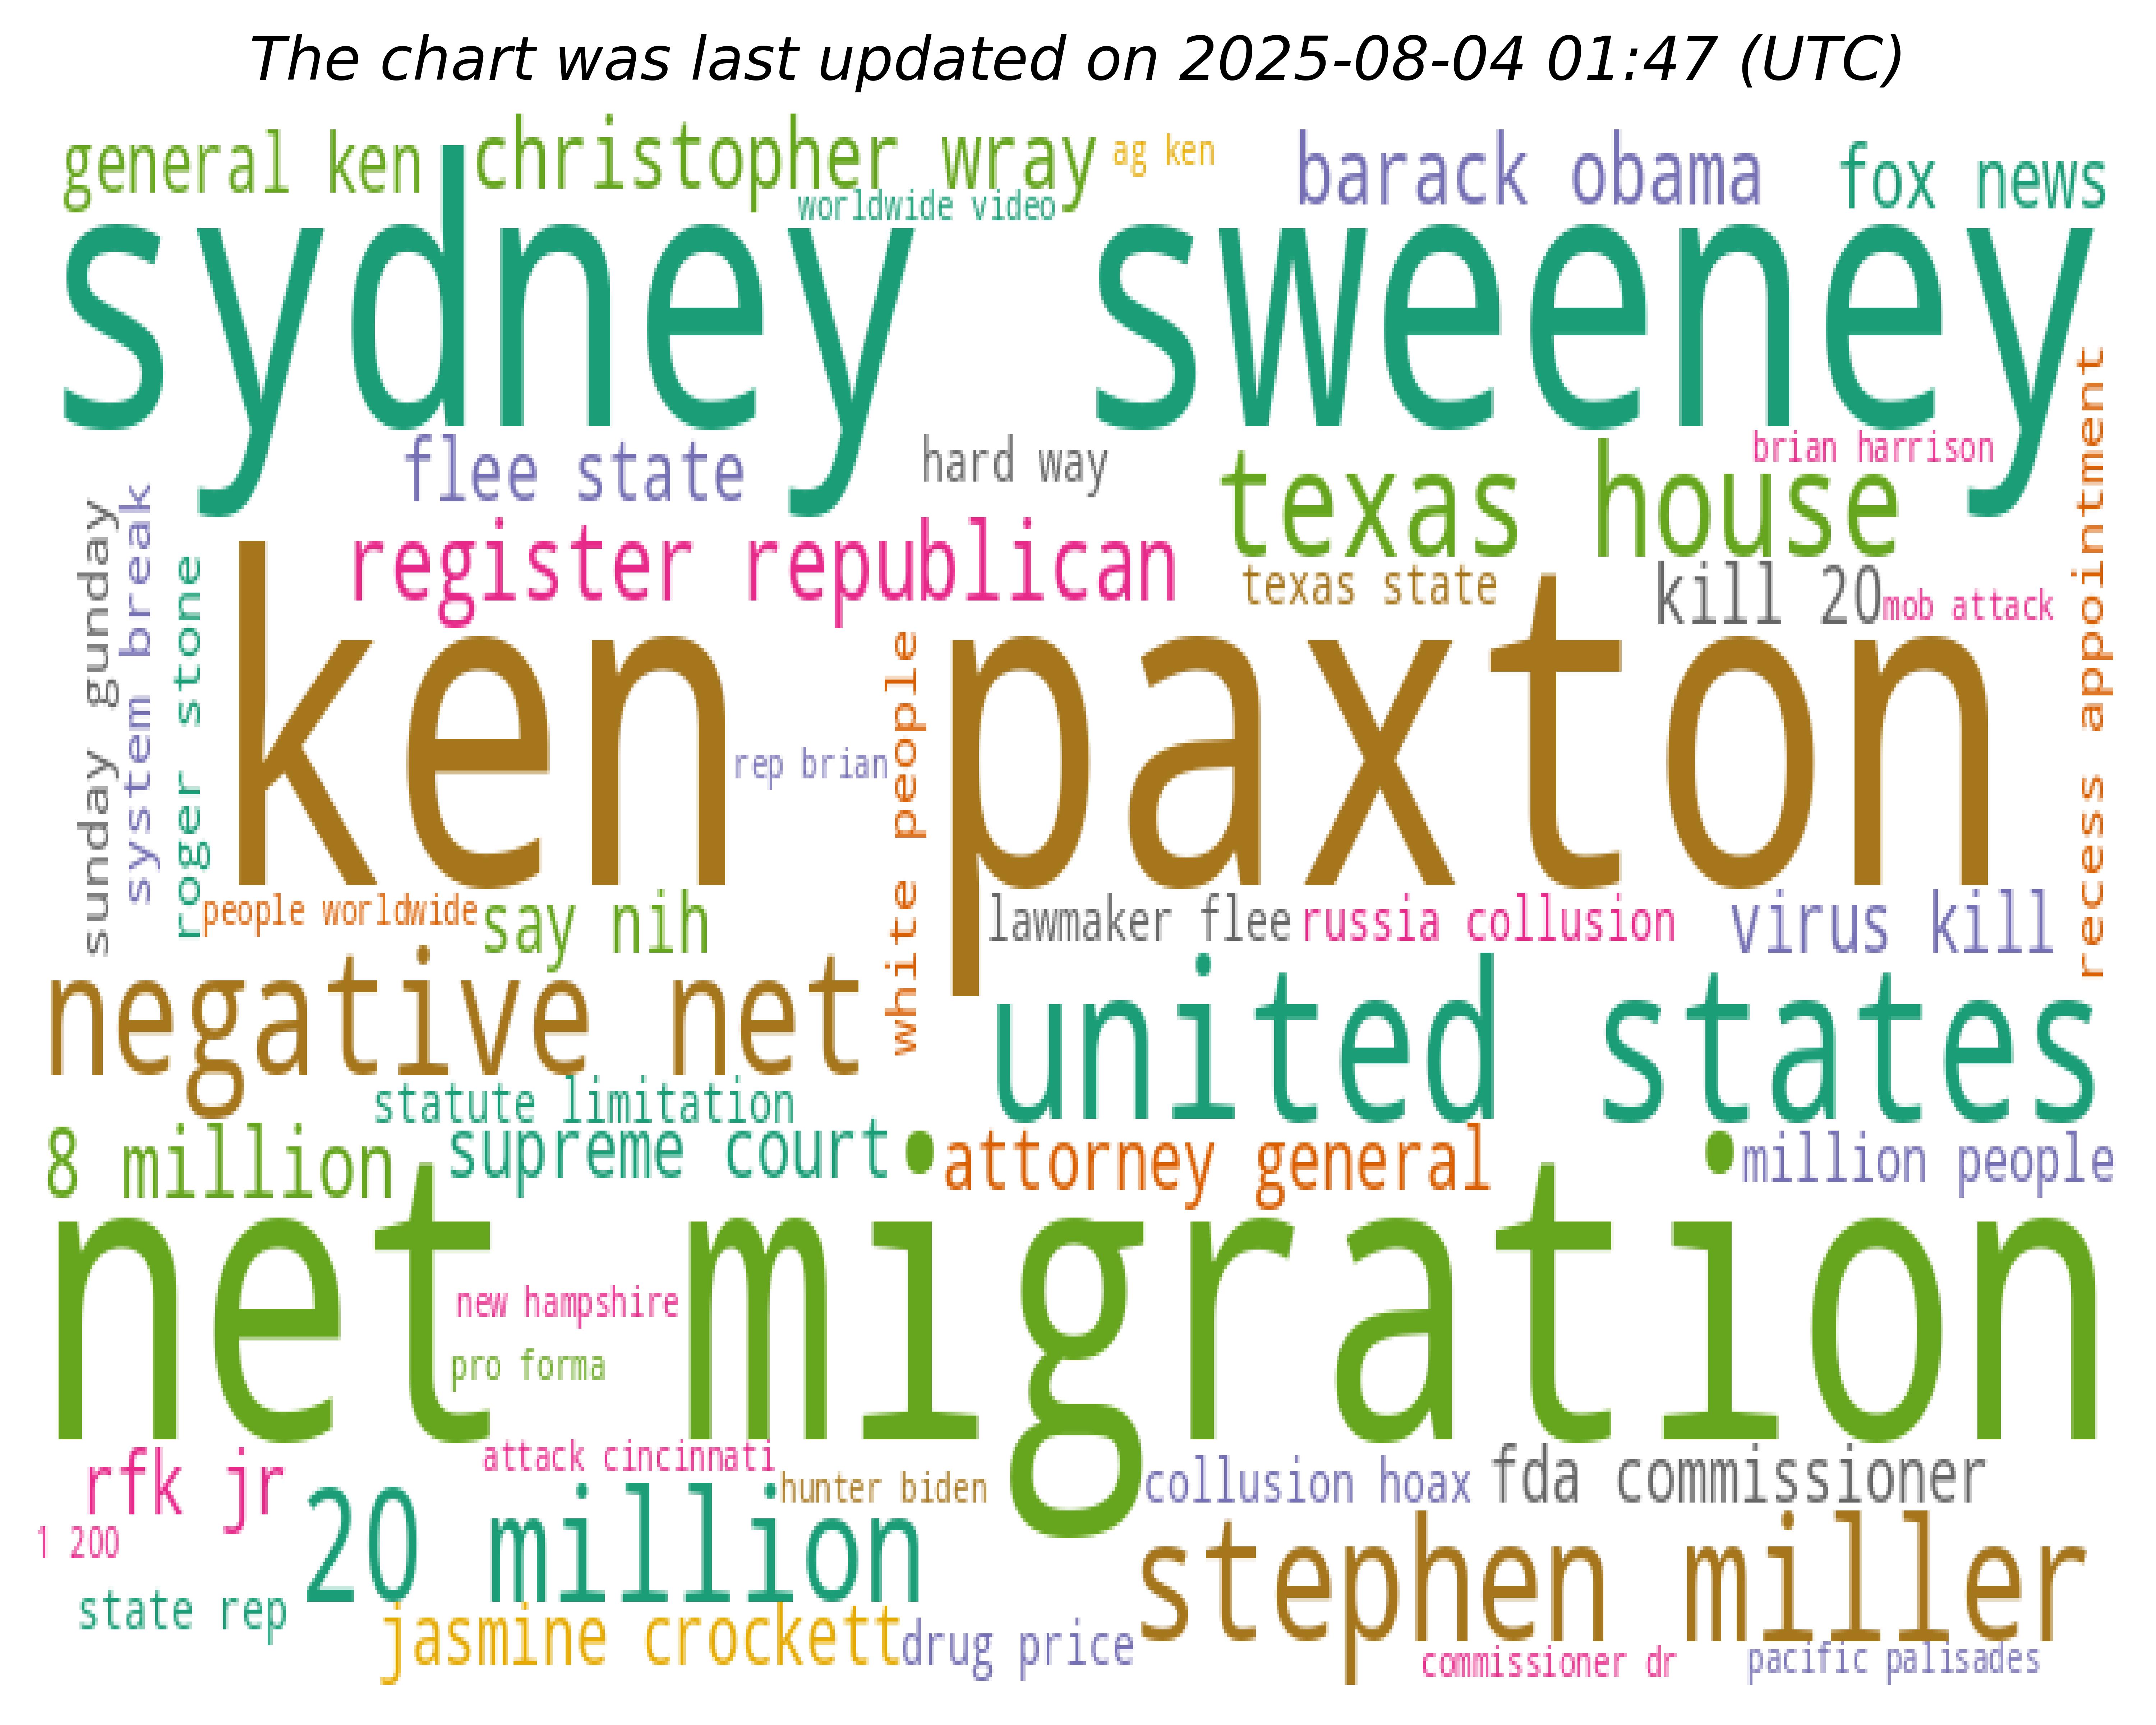 The chart was last updated on 2025-08-04 01:47 (UTC)
general ken
christopher wray
ag ken
barack obama
fox news
worldwide video
sydney sweeney
flee state
hard way
texas house
brian harrison
recess appointment
sunday gunday
system break
roger stone
register republican
texas state
kill 20
mob attack
ken paxton
rep brian
white people
people worldwide
say nih
lawmaker flee
russia collusion
virus kill
negative net
united states
statute limitation
8 million
supreme court
attorney general
million people
net migration
new hampshire
pro forma
rfk jr
attack cincinnati
hunter biden
collusion hoax
fda commissioner
1 200
20 million
stephen miller
state rep
jasmine crockett
drug price
commissioner dr
pacific palisades